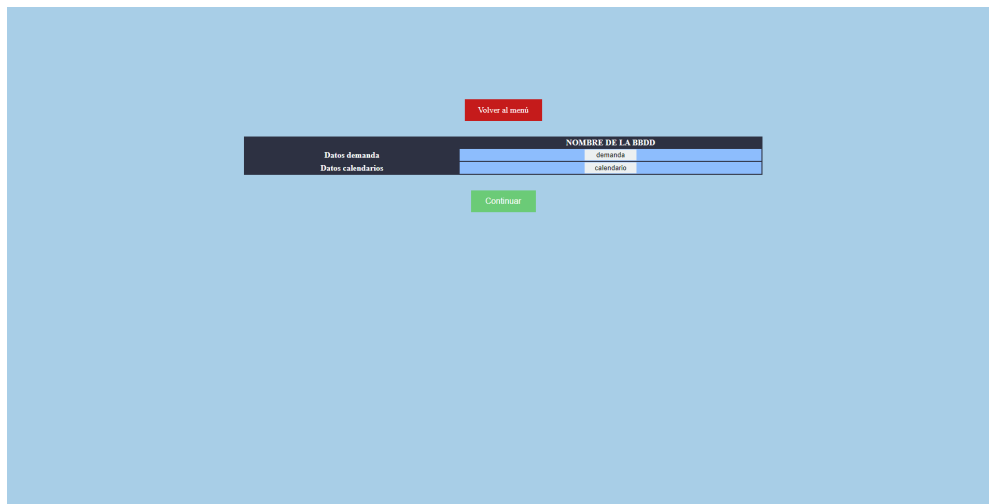 Volver al menú
NOMBRE DE LA BBDD
Datos demanda demanda
Datos calendarios calendario
Continuar